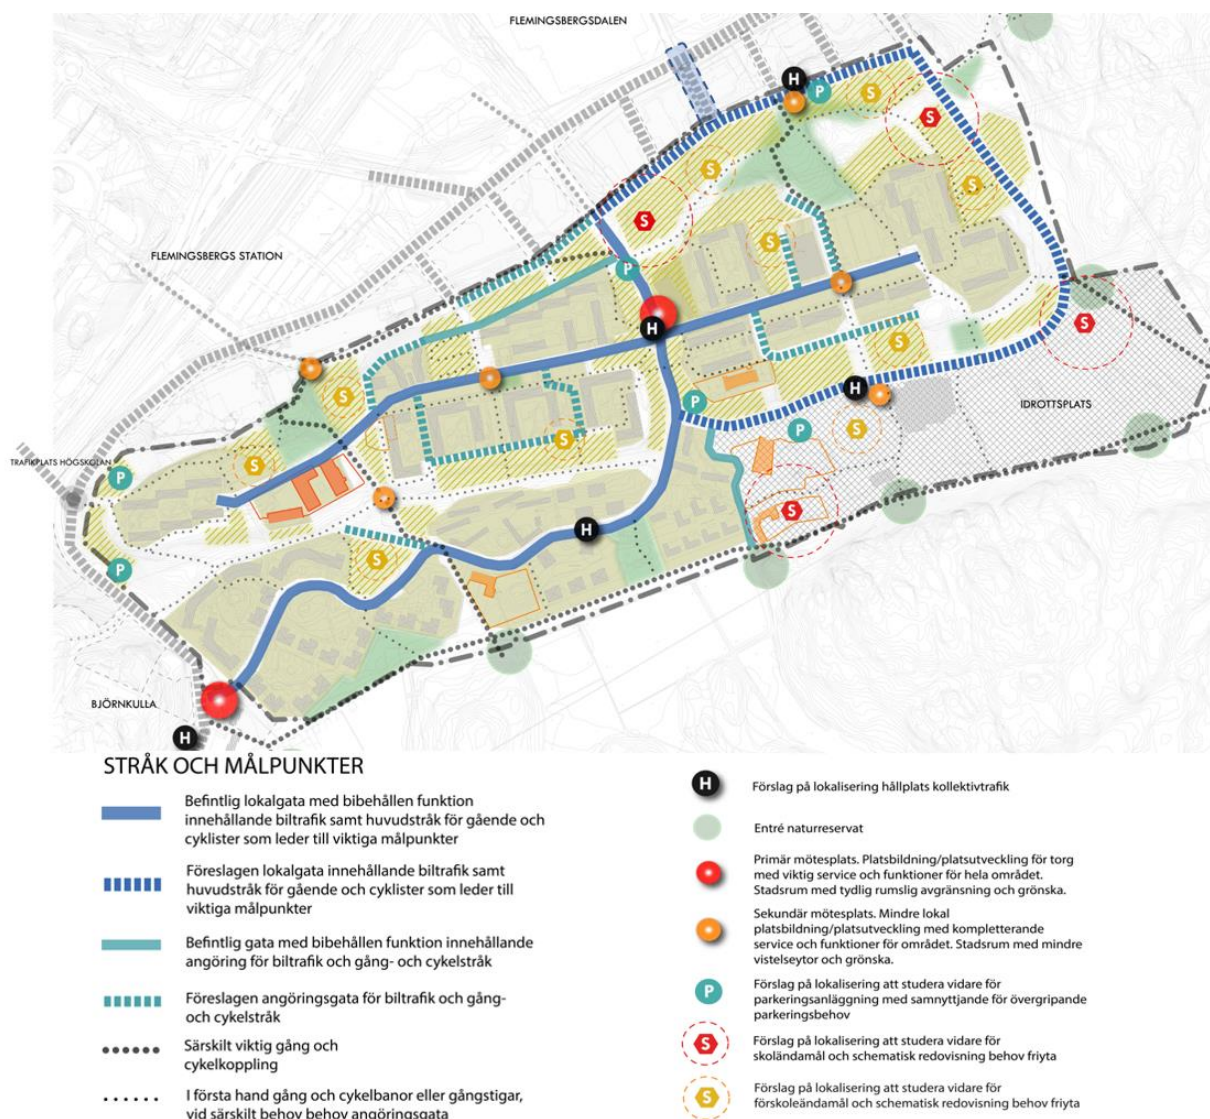 FLEMINGSBERGSDALEN
H
P
S
S
S
S
S
FLEMINGSBERGS STATION
S
P
H
S
S
S
H
IDROTTSPLATS
P
P
S
S
TRAFIKPLATS HÖGSKOLAN
P
S
S
H
S
P
BJÖRNKULLA
H
STRÅK OCH MÅLPUNKTER
Befintlig lokalgata med bibehållen funktion
innehållande biltrafik samt huvudstråk för gående och
cyklister som leder till viktiga målpunkter
Föreslagen lokalgata innehållande biltrafik samt
huvudstråk för gående och cyklister som leder till
viktiga målpunkter
Befintlig gata med bibehållen funktion innehållande
angöring för biltrafik och gång- och cykelstråk
Föreslagen angöringsgata för biltrafik och gång-
och cykelstråk
Särskilt viktig gång och
cykelkoppling
I första hand gång och cykelbanor eller gångstigar,
vid särskilt behov behov angöringsgata
H
Förslag på lokalisering hållplats kollektivtrafik
Entré naturreservat
Primär mötesplats. Platsbildning/platsutveckling för torg
med viktig service och funktioner för hela området.
Stadsrum med tydlig rumslig avgränsning och grönska.
Sekundär mötesplats. Mindre lokal
platsbildning/platsutveckling med kompletterande
service och funktioner för området. Stadsrum med mindre
vistelseytor och grönska.
P
Förslag på lokalisering att studera vidare för
parkeringsanläggning med samnyttjande för övergripande
parkeringsbehov
S
Förslag på lokalisering att studera vidare för
skoländamål och schematisk redovisning behov friyta
S
Förslag på lokalisering att studera vidare för
förskoleändamål och schematisk redovisning behov friyta